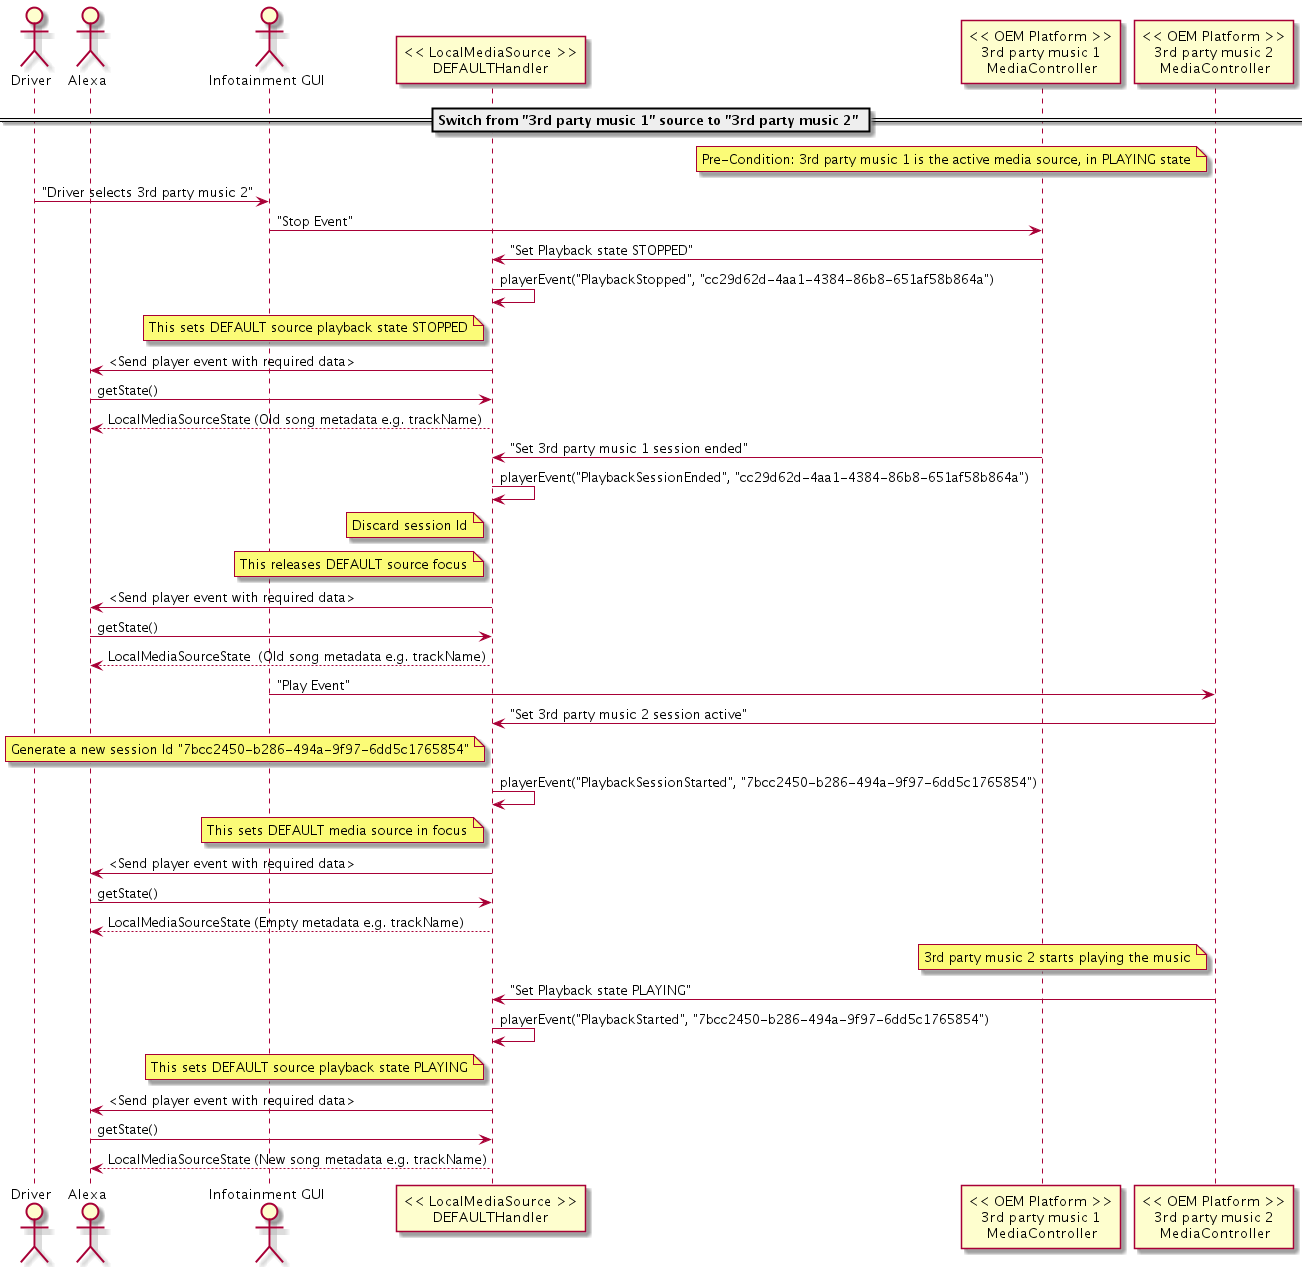 Driver
Alexa
Infotainment GUI
<< LocalMediaSource >>
DEFAULTHandler
<< OEM Platform >>
3rd party music 1
MediaController
<< OEM Platform >>
3rd party music 2
MediaController
Switch from "3rd party music 1" source to "3rd party music 2"
Pre-Condition: 3rd party music 1 is the active media source, in PLAYING state
"Driver selects 3rd party music 2"
"Stop Event"
"Set Playback state STOPPED"
playerEvent("PlaybackStopped", "cc29d62d-4aa1-4384-86b8-651af58b864a")
This sets DEFAULT source playback state STOPPED
<Send player event with required data>
getState()
LocalMediaSourceState (Old song metadata e.g. trackName)
"Set 3rd party music 1 session ended"
playerEvent("PlaybackSessionEnded", "cc29d62d-4aa1-4384-86b8-651af58b864a")
Discard session Id
This releases DEFAULT source focus
<Send player event with required data>
getState()
LocalMediaSourceState  (Old song metadata e.g. trackName)
"Play Event"
"Set 3rd party music 2 session active"
Generate a new session Id "7bcc2450-b286-494a-9f97-6dd5c1765854"
playerEvent("PlaybackSessionStarted", "7bcc2450-b286-494a-9f97-6dd5c1765854")
This sets DEFAULT media source in focus
<Send player event with required data>
getState()
LocalMediaSourceState (Empty metadata e.g. trackName)
3rd party music 2 starts playing the music
"Set Playback state PLAYING"
playerEvent("PlaybackStarted", "7bcc2450-b286-494a-9f97-6dd5c1765854")
This sets DEFAULT source playback state PLAYING
<Send player event with required data>
getState()
LocalMediaSourceState (New song metadata e.g. trackName)
Driver
Alexa
Infotainment GUI
<< LocalMediaSource >>
DEFAULTHandler
<< OEM Platform >>
3rd party music 1
MediaController
<< OEM Platform >>
3rd party music 2
MediaController